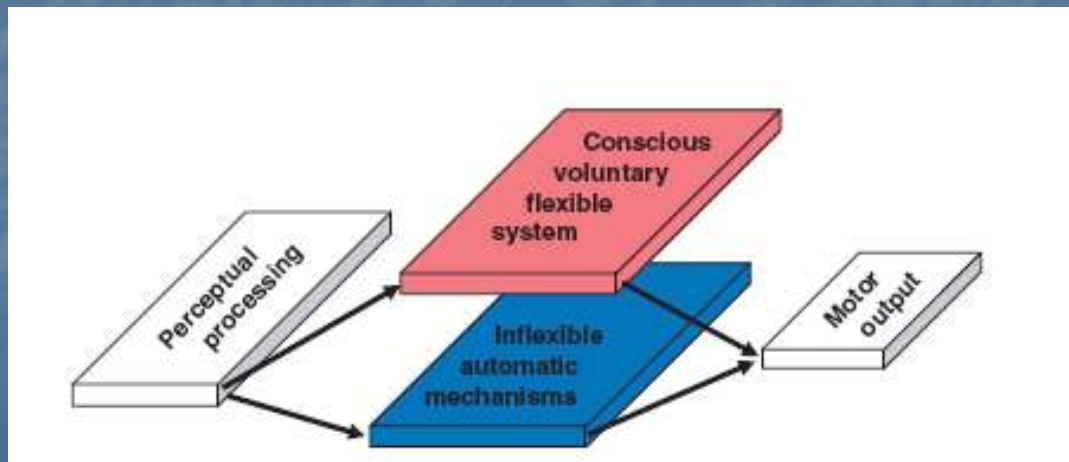 Perceptual
processing
Conscious
voluntary
flexible
system
Inflexible
automatic
mechanisms
Motor
output